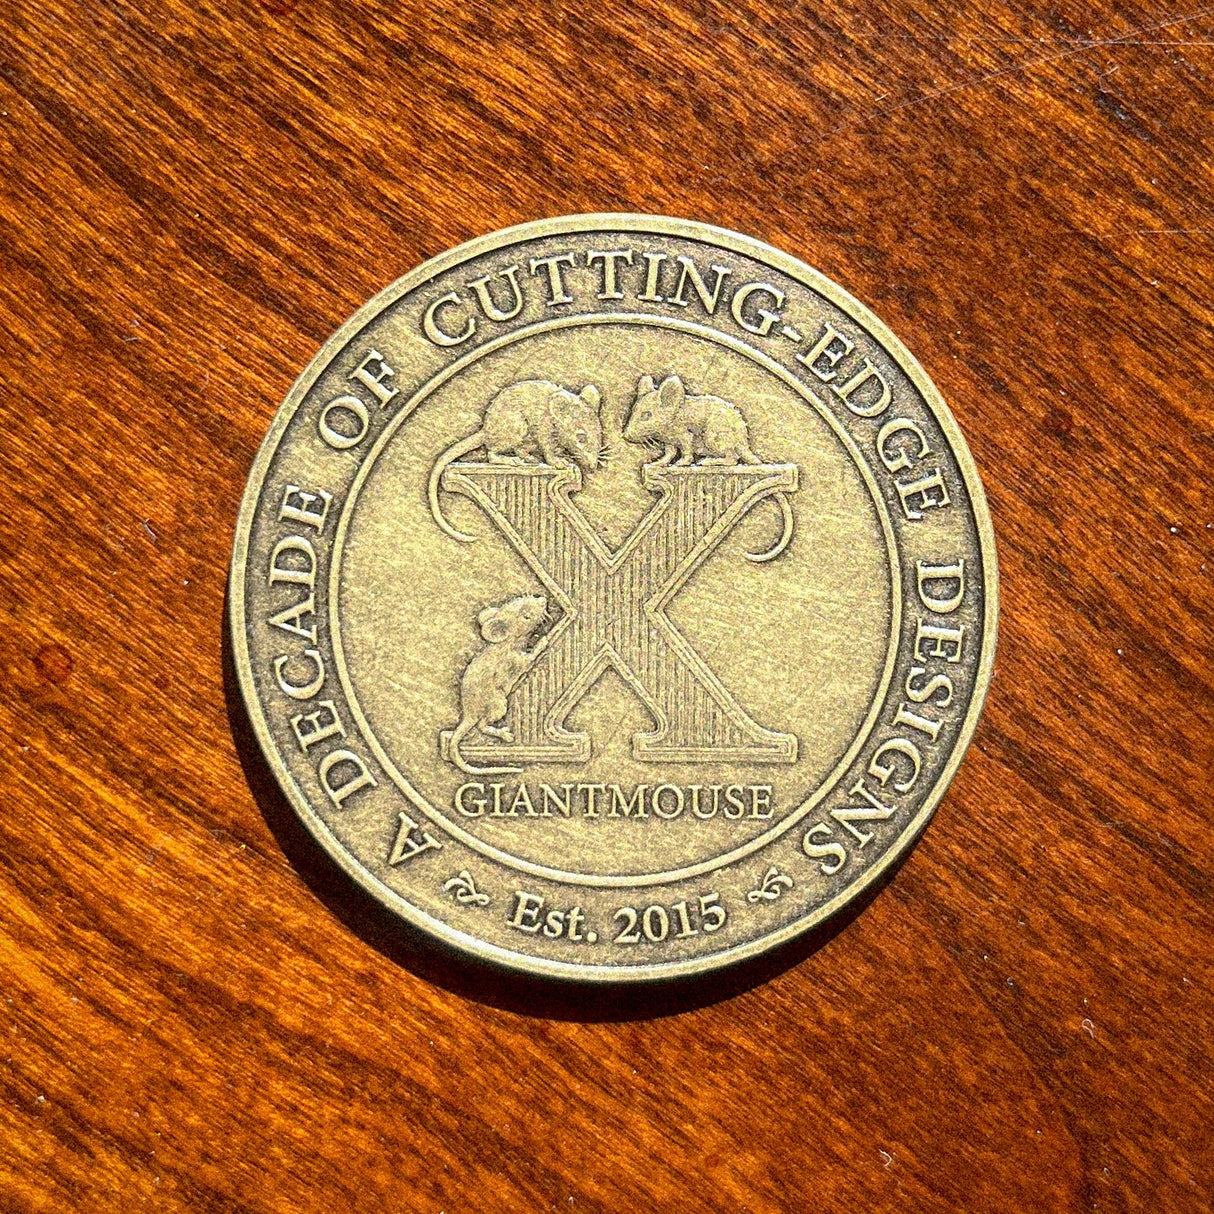 A DECADE OF CUTTING-EDGE DESIGNS
X
GIANTMOUSE
Est. 2015